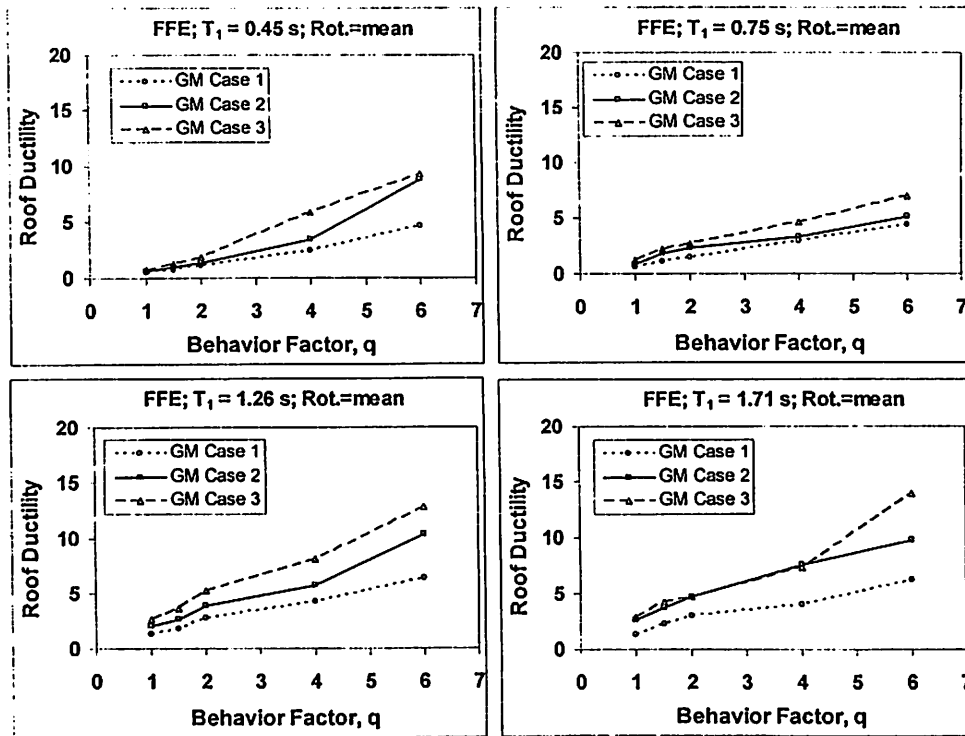 FFE; T₁ = 0.45 s; Rot.=mean
20
15
10
5
0
Roof Ductility
GM Case 1
GM Case 2
GM Case 3
0 1 2 3 4 5 6 7
Behavior Factor, q
FFE; T₁ = 0.75 s; Rot.=mean
20
15
10
5
0
Roof Ductility
GM Case 1
GM Case 2
GM Case 3
0 1 2 3 4 5 6 7
Behavior Factor, q
FFE; T₁ = 1.26 s; Rot.=mean
20
15
10
5
0
Roof Ductility
GM Case 1
GM Case 2
GM Case 3
0 1 2 3 4 5 6 7
Behavior Factor, q
FFE; T₁ = 1.71 s; Rot.=mean
20
15
10
5
0
Roof Ductility
GM Case 1
GM Case 2
GM Case 3
0 1 2 3 4 5 6 7
Behavior Factor, q